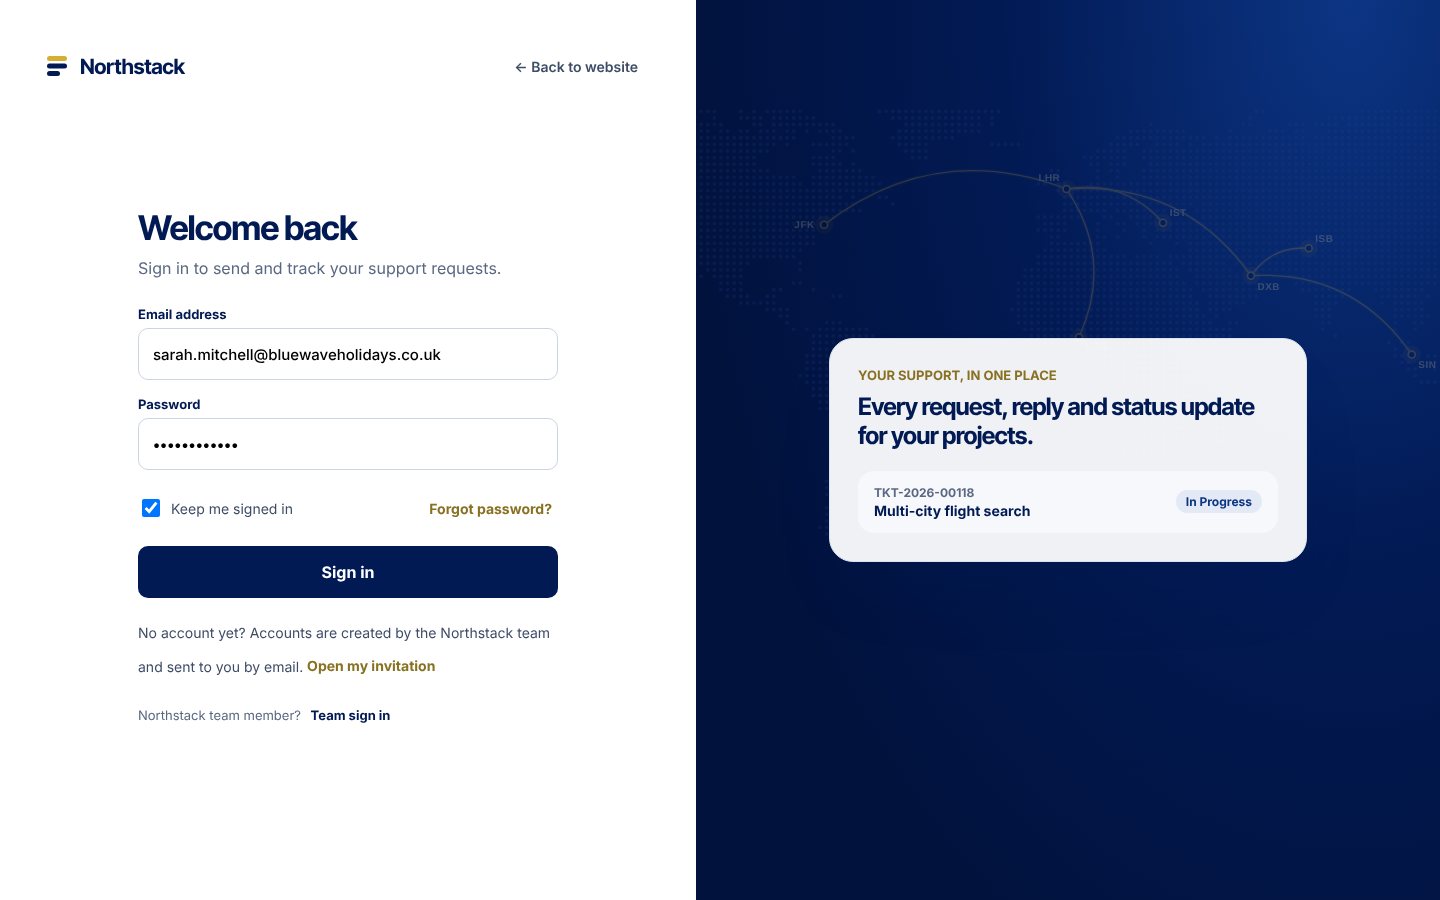 Northstack
← Back to website
Welcome back
Sign in to send and track your support requests.
Email address
sarah.mitchell@bluewaveholidays.co.uk
Password
••••••••••••
Keep me signed in
Forgot password?
Sign in
No account yet? Accounts are created by the Northstack team
and sent to you by email. Open my invitation
Northstack team member? Team sign in
LHR
JFK
IST
ISB
DXB
SIN
YOUR SUPPORT, IN ONE PLACE
Every request, reply and status update
for your projects.
TKT-2026-00118
Multi-city flight search
In Progress